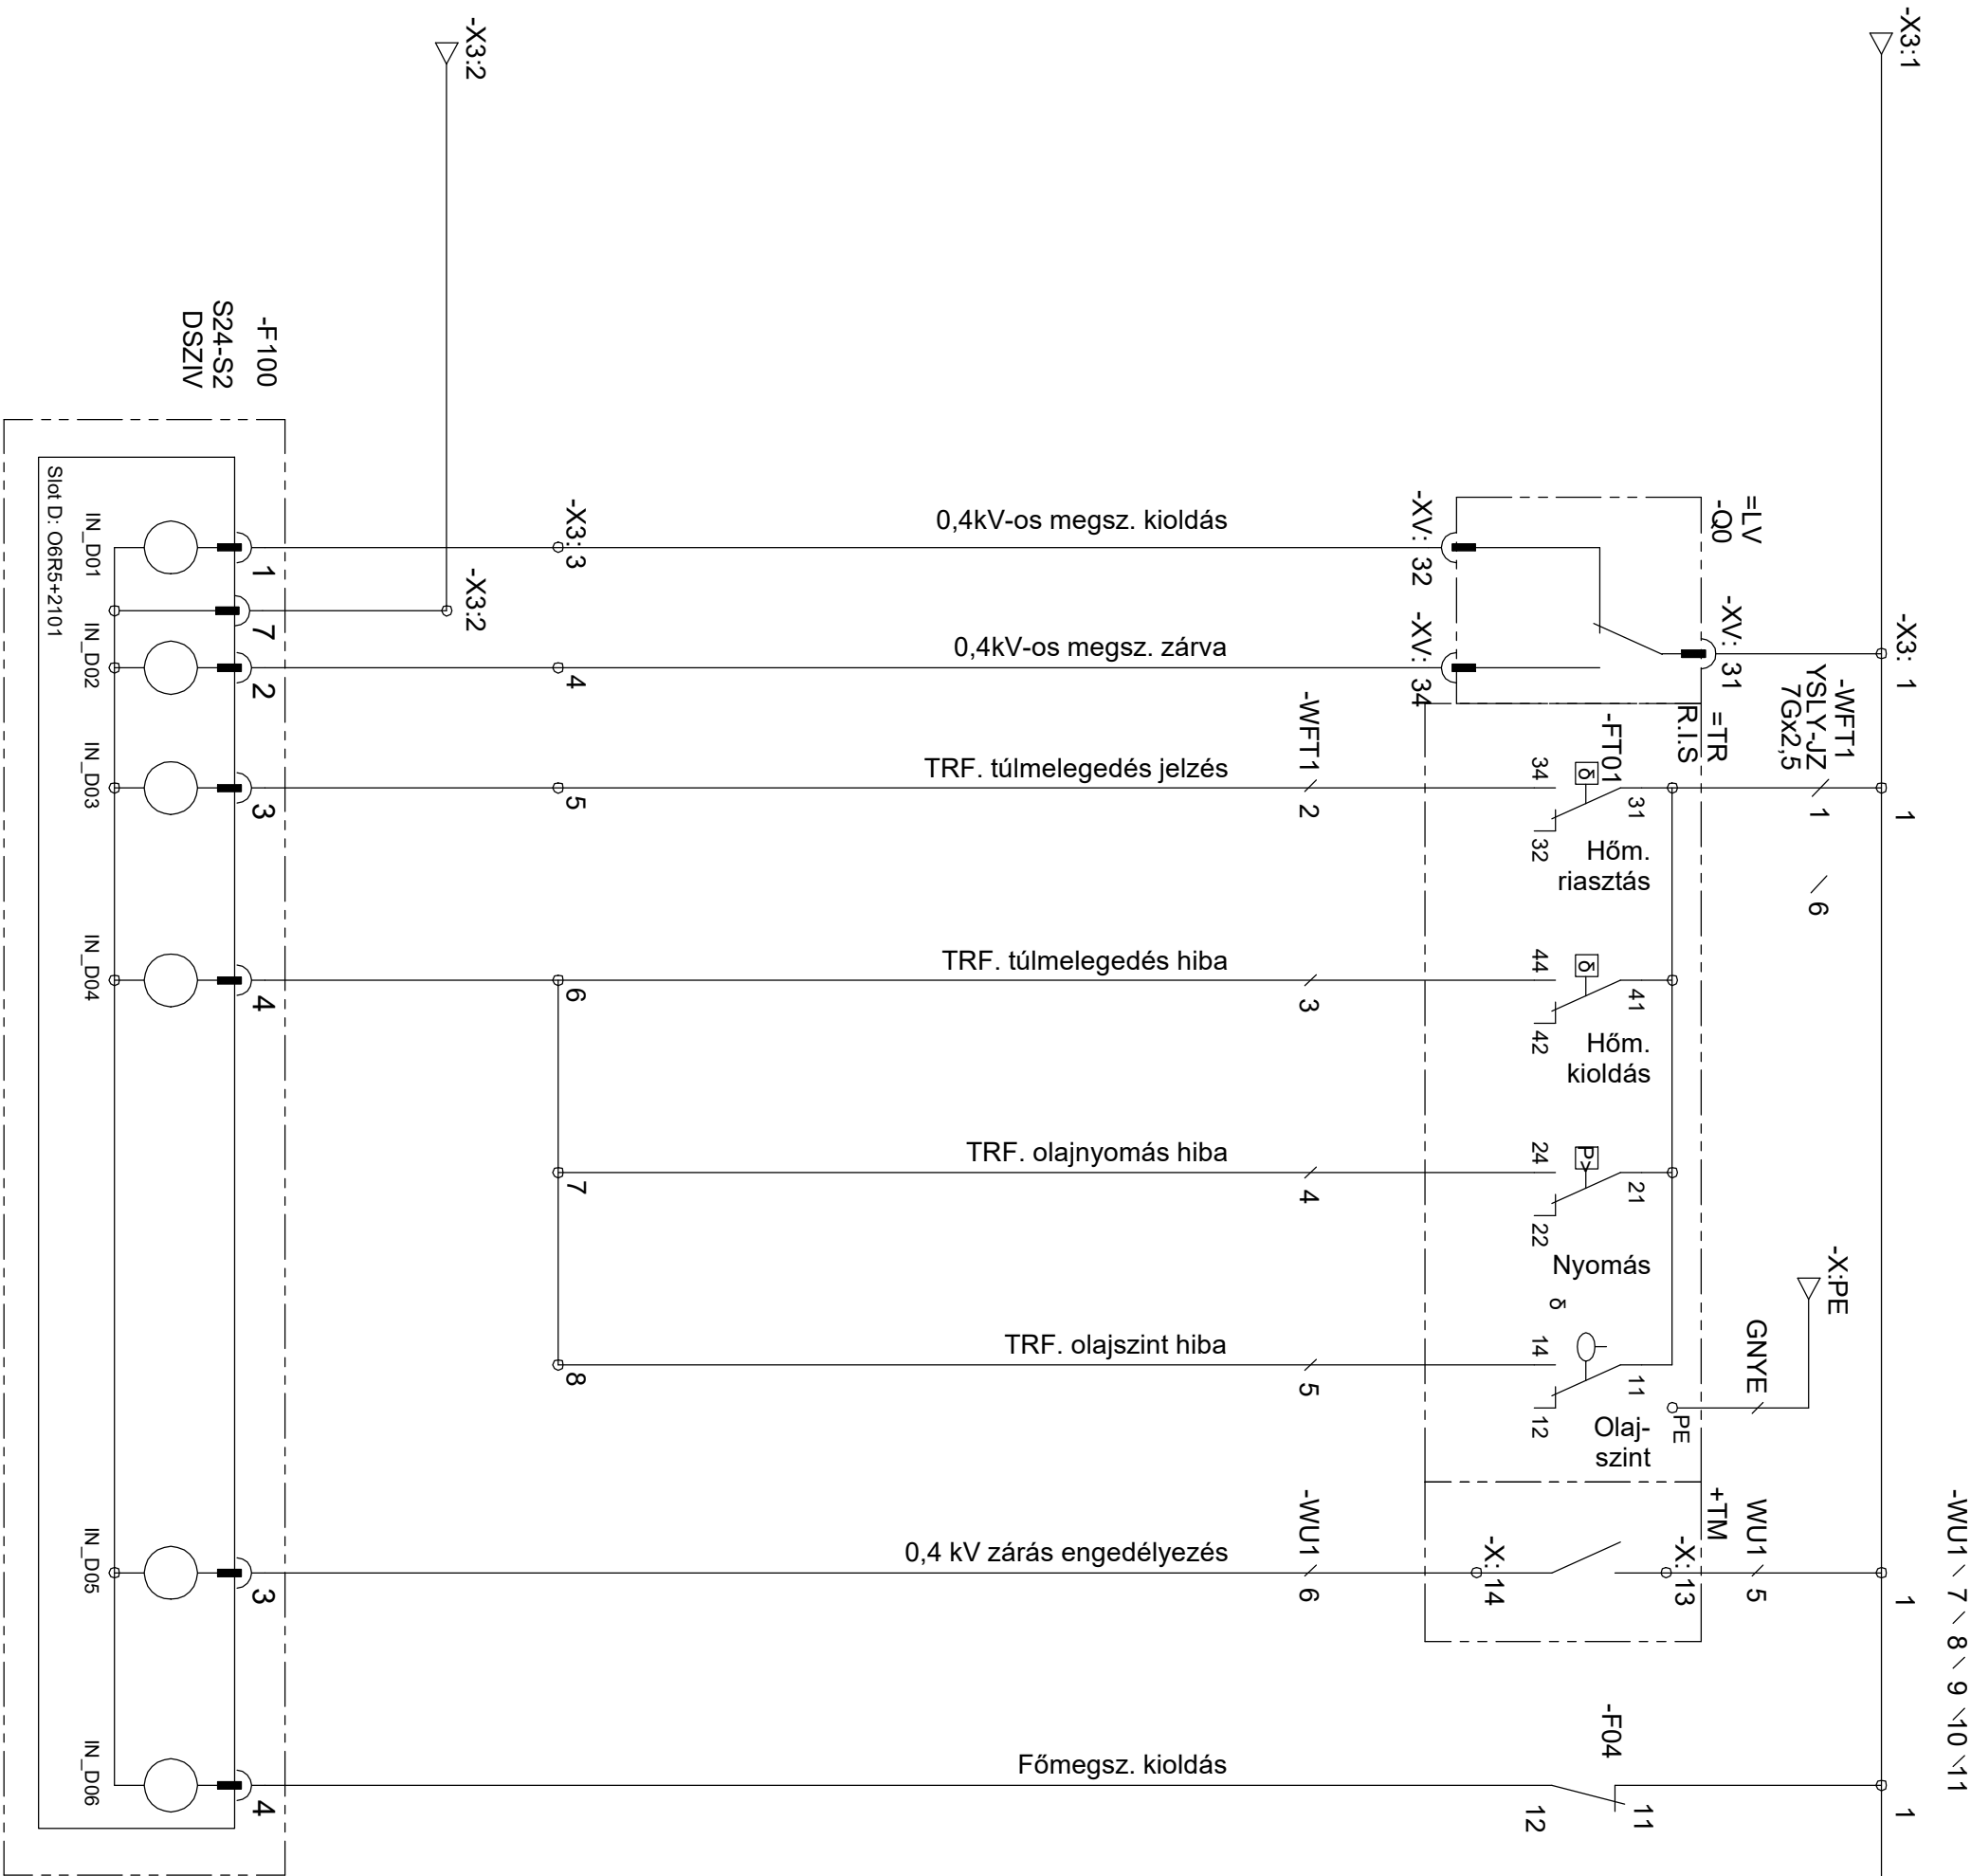 -X3:1
-X3:2
-F100
S24-S2
DSZIV
Slot D: O6R5+2101
IN_D01
1
7
IN_D02
2
IN_D03
3
IN_D04
4
IN_D05
3
IN_D06
4
-X3:2
-X3:3
4
5
6
7
8
0,4kV-os megsz. kioldás
0,4kV-os megsz. zárva
TRF. túlmelegedés jelzés
TRF. túlmelegedés hiba
TRF. olajnyomás hiba
TRF. olajszint hiba
0,4 kV zárás engedélyezés
Főmegsz. kioldás
-WFT1
2
3
4
5
-WU1
6
-XV: 32
-XV: 34
=LV
-Q0
-XV: 31
=TR
R.I.S
-FT01
34
δ
31
32
Hőm.
riasztás
44
δ
41
42
Hőm.
kioldás
24
P>
21
22
Nyomás
δ
14
11
12
Olaj-
szint
PE
GNYE
-X:PE
+TM
-X:14
-X:13
WU1
5
-F04
11
12
-X3: 1
-WFT1
YSLY-JZ
7Gx2,5
1
6
1
1
1
-WU1 7 8 9 10 11